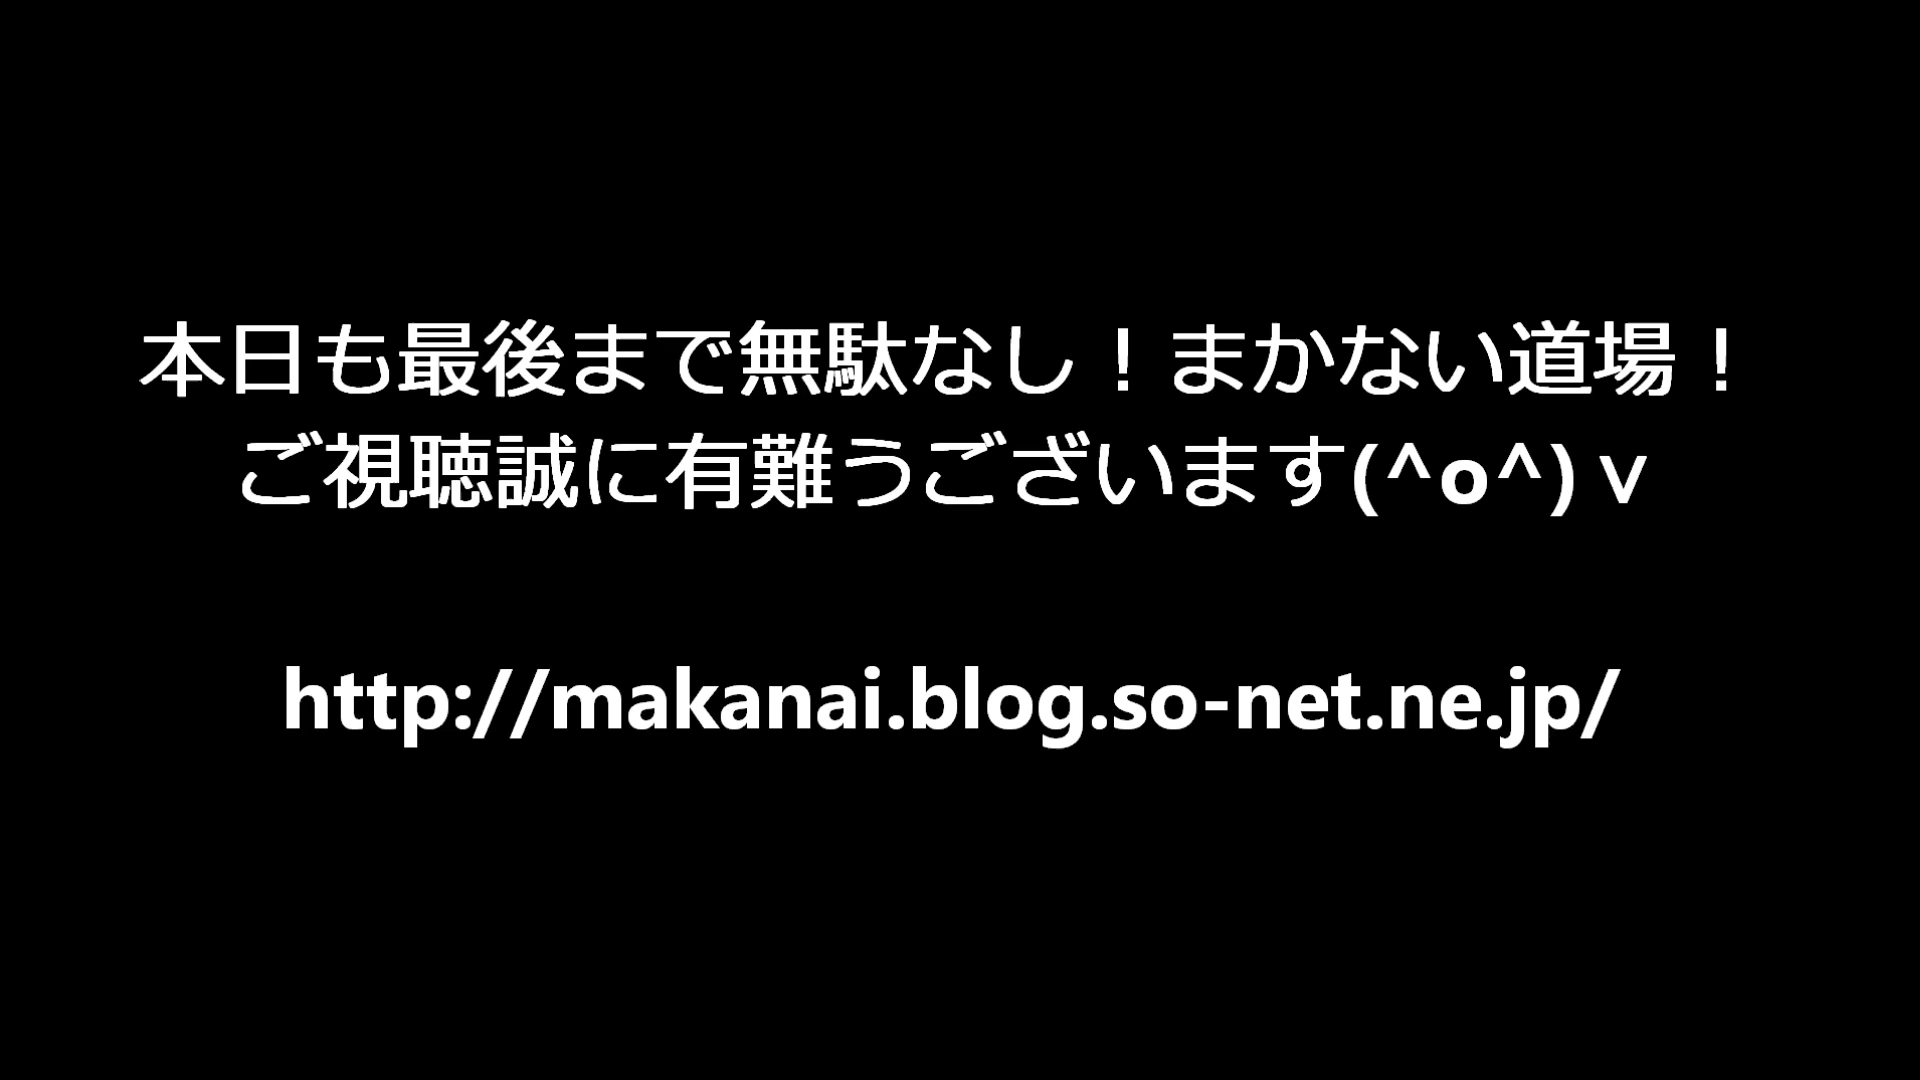 本日も最後まで無駄なし！まかない道場！
ご視聴誠に有難うございます(^o^)ｖ
http://makanai.blog.so-net.ne.jp/